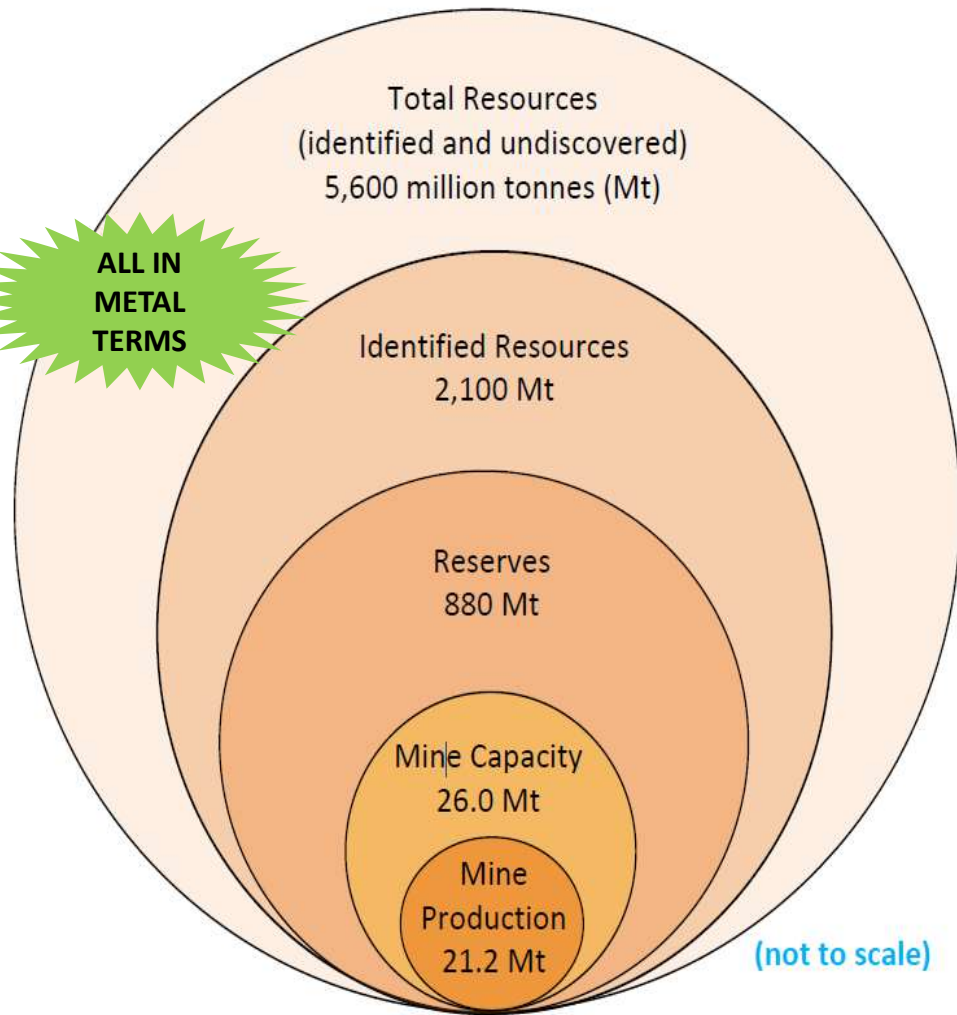 Total Resources
(identified and undiscovered)
5,600 million tonnes (Mt)
ALL IN
METAL
TERMS
Identified Resources
2,100 Mt
Reserves
880 Mt
Mine Capacity
26.0 Mt
Mine
Production
21.2 Mt
(not to scale)